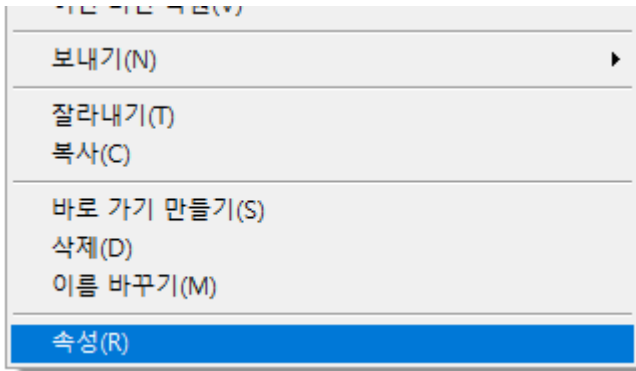 보내기(N)
잘라내기(T)
복사(C)
바로 가기 만들기(S)
삭제(D)
이름 바꾸기(M)
속성(R)